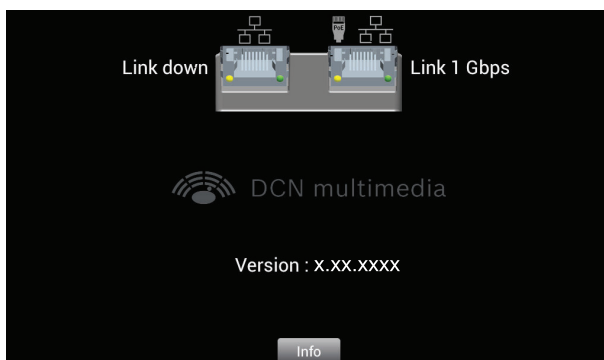 PoE
Link down
Link 1 Gbps
DCN multimedia
Version : x.xx.xxxx
Info